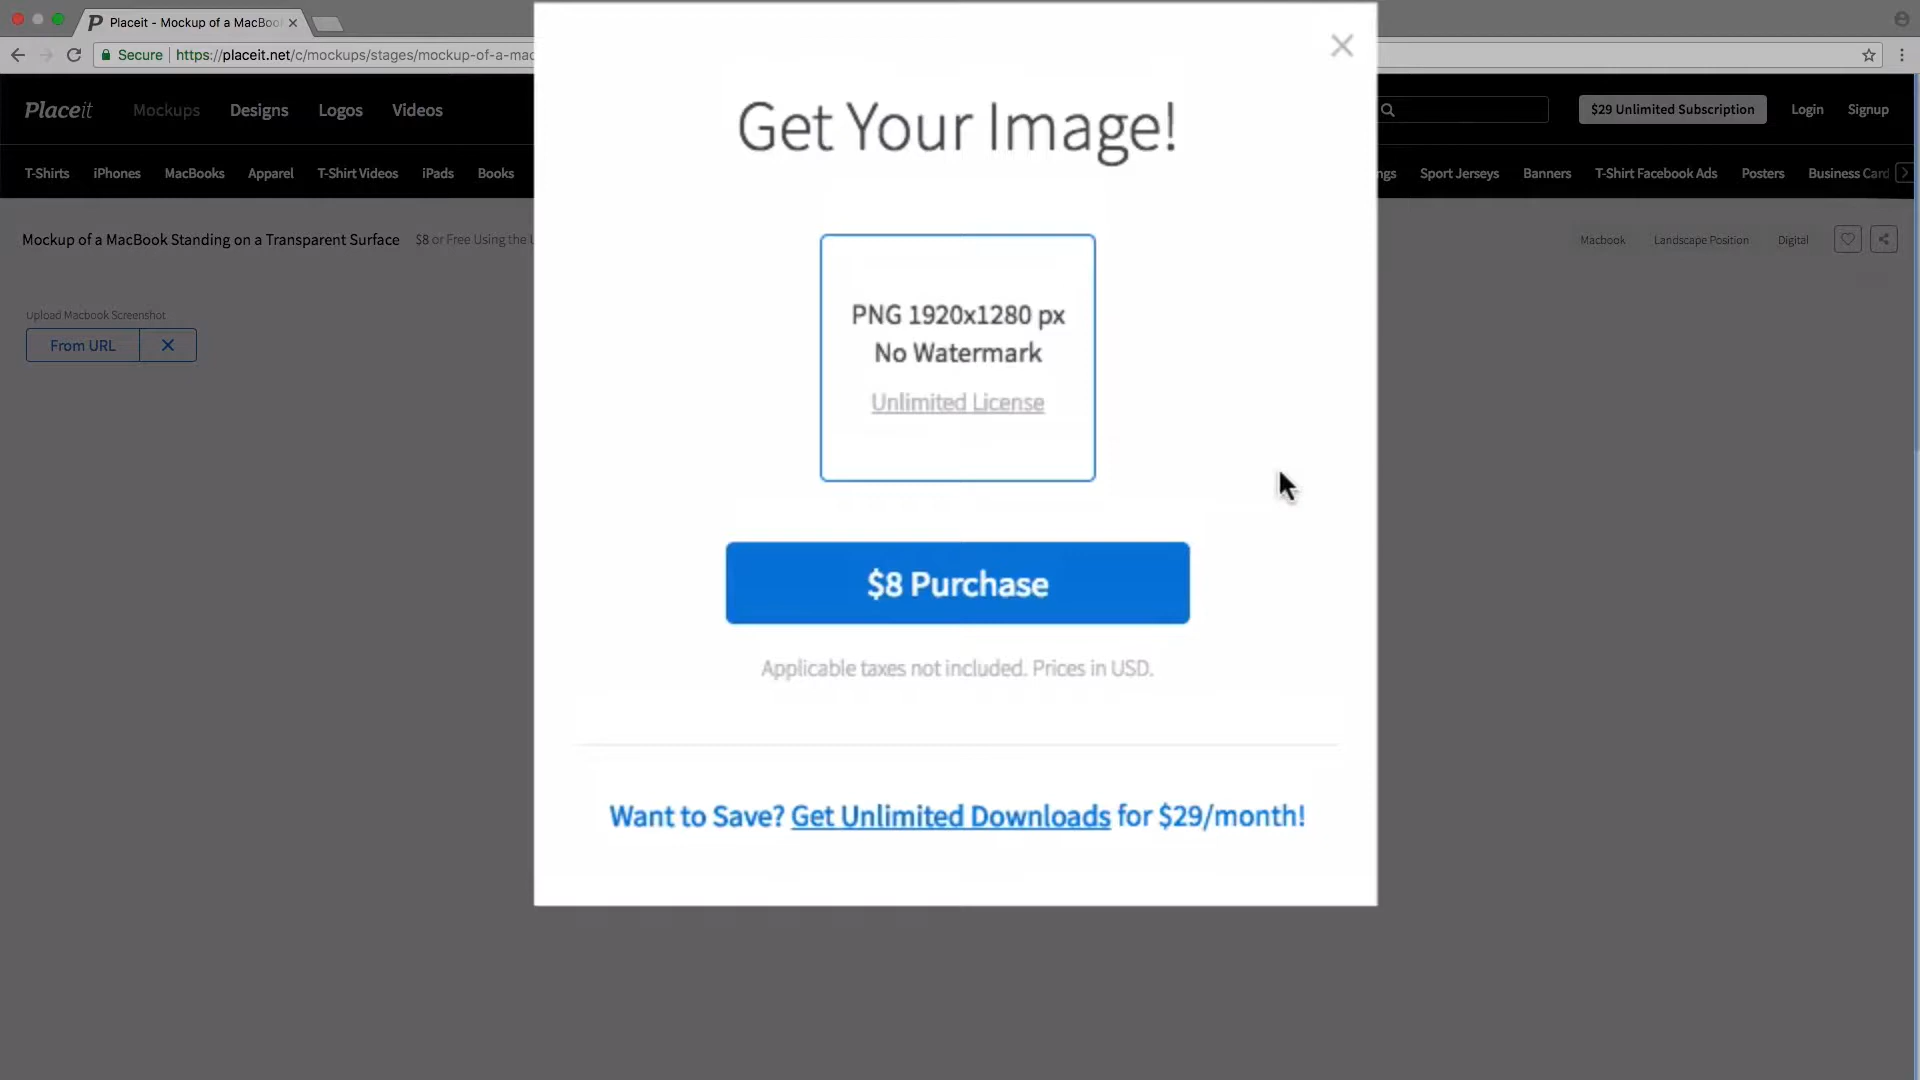 Placeit - Mockup of a MacBoo
Secure https://placeit.net/c/mockups/stages/mockup-of-a-mac
Placeit Mockups Designs Logos Videos
$29 Unlimited Subscription Login Signup
T-Shirts iPhones MacBooks Apparel T-Shirt Videos iPads Books
ngs Sport Jerseys Banners T-Shirt Facebook Ads Posters Business Card
Mockup of a MacBook Standing on a Transparent Surface $8 or Free Using the U
Macbook Landscape Position Digital
Upload Macbook Screenshot
From URL
Get Your Image!
PNG 1920x1280 px
No Watermark
Unlimited License
$8 Purchase
Applicable taxes not included. Prices in USD.
Want to Save? Get Unlimited Downloads for $29/month!